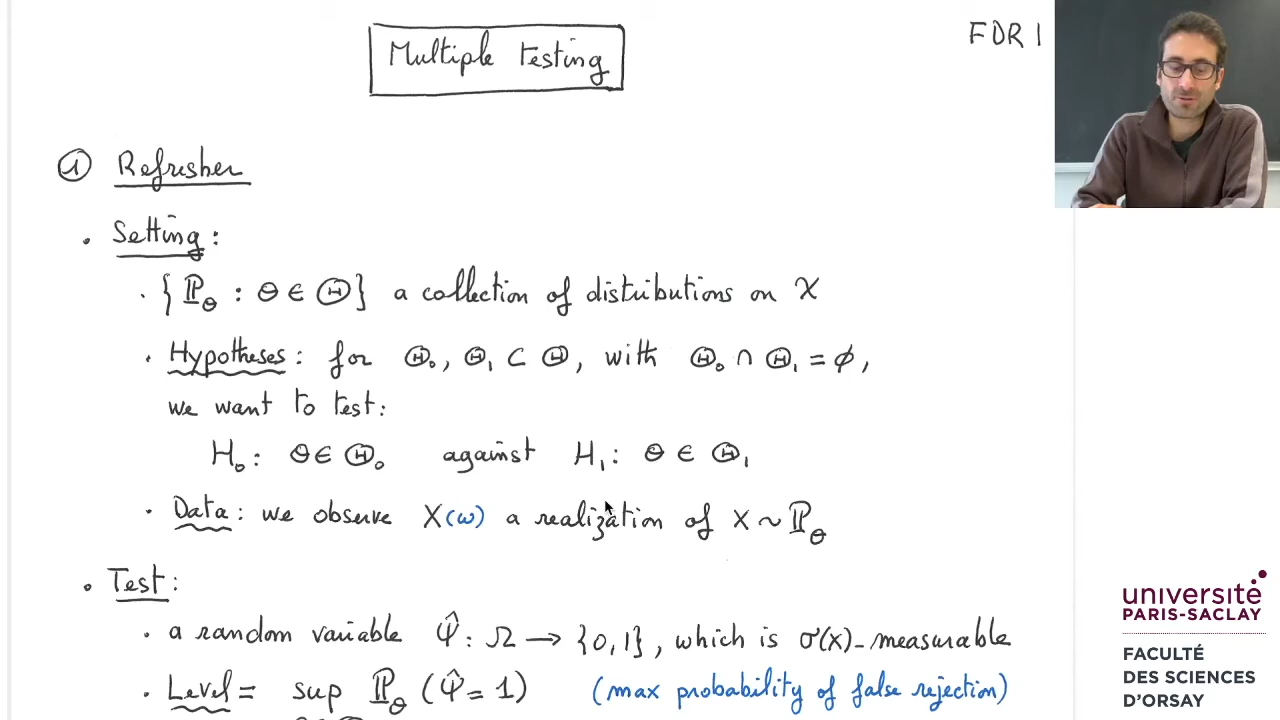 Multiple Testing
FDR 1
① Refresher
• Setting:
• {ℙ_θ : θ ∈ Θ} a collection of distributions on 𝒳
• Hypotheses: for Θ₀, Θ₁ ⊂ Θ, with Θ₀ ∩ Θ₁ = ∅,
we want to test:
H₀: θ ∈ Θ₀ against H₁: θ ∈ Θ₁
• Data: we observe X(ω) a realization of X ~ ℙ_θ
• Test:
• a random variable ψ̂ : Ω → {0,1}, which is σ(X)-measurable
• Level = sup ℙ_θ (ψ̂ = 1) (max probability of false rejection)
université
PARIS-SACLAY
FACULTÉ
DES SCIENCES
D'ORSAY